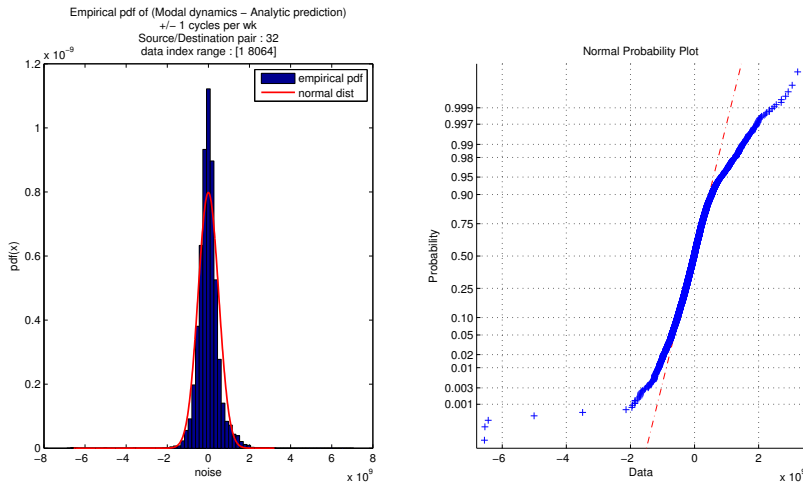 Empirical pdf of (Modal dynamics − Analytic prediction)
+/− 1 cycles per wk
Source/Destination pair : 32
data index range : [1 8064]
x 10^−9
1.2
1
0.8
0.6
0.4
0.2
0
pdf(x)
empirical pdf
normal dist
−8 −6 −4 −2 0 2 4 6 8
noise
x 10^9
Normal Probability Plot
0.999
0.997
0.99
0.98
0.95
0.90
0.75
0.50
0.25
0.10
0.05
0.02
0.01
0.003
0.001
Probability
−6 −4 −2 0 2
Data
x 10^9